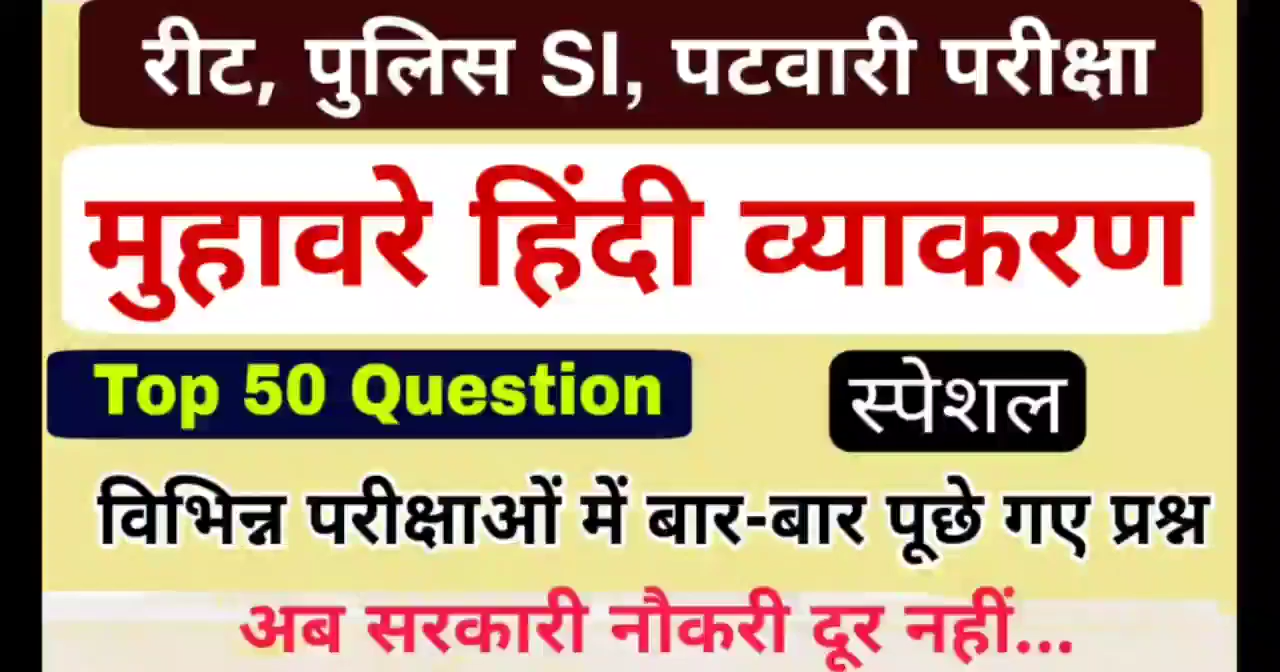 रीट, पुलिस SI, पटवारी परीक्षा
मुहावरे हिंदी व्याकरण
Top 50 Question
स्पेशल
विभिन्न परीक्षाओं में बार-बार पूछे गए प्रश्न
अब सरकारी नौकरी दूर नहीं...